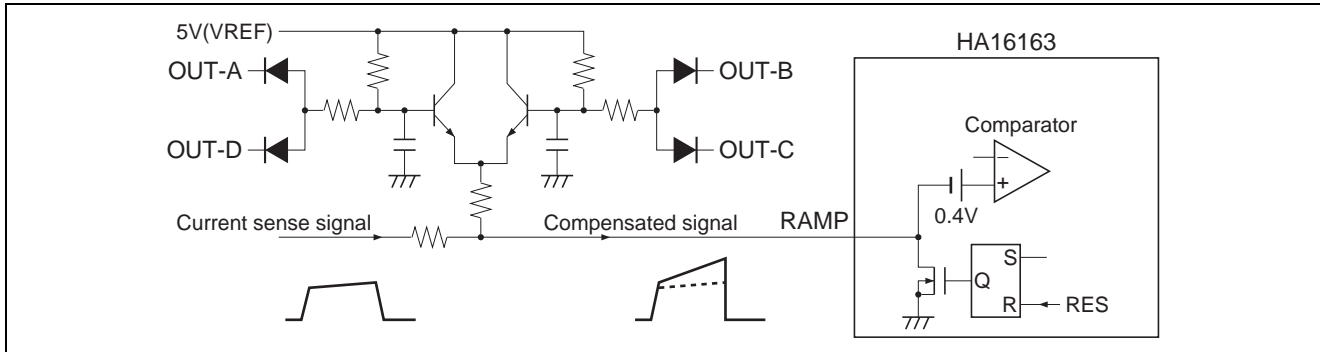 5V(VREF)
HA16163
OUT-A
OUT-B
Comparator
OUT-D
OUT-C
−
+
0.4V
Current sense signal
Compensated signal
RAMP
S
Q
R
RES